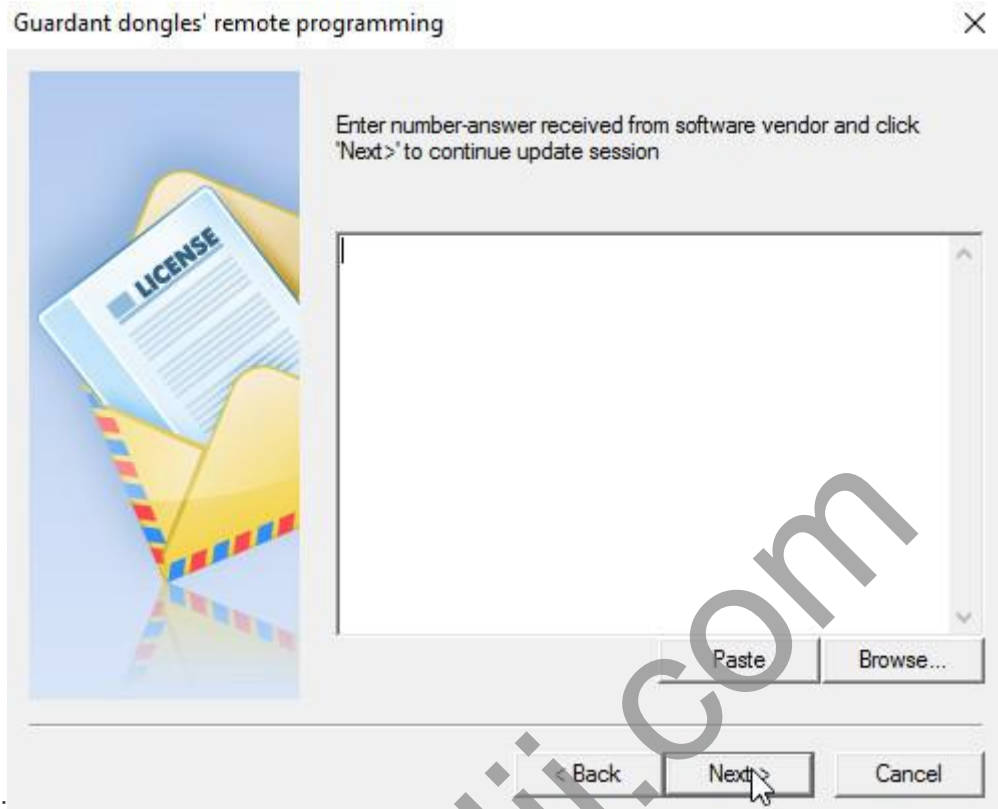 Guardant dongles' remote programming
Enter number-answer received from software vendor and click
'Next>' to continue update session
LICENSE
Paste
Browse...
< Back
Next >
Cancel
.com